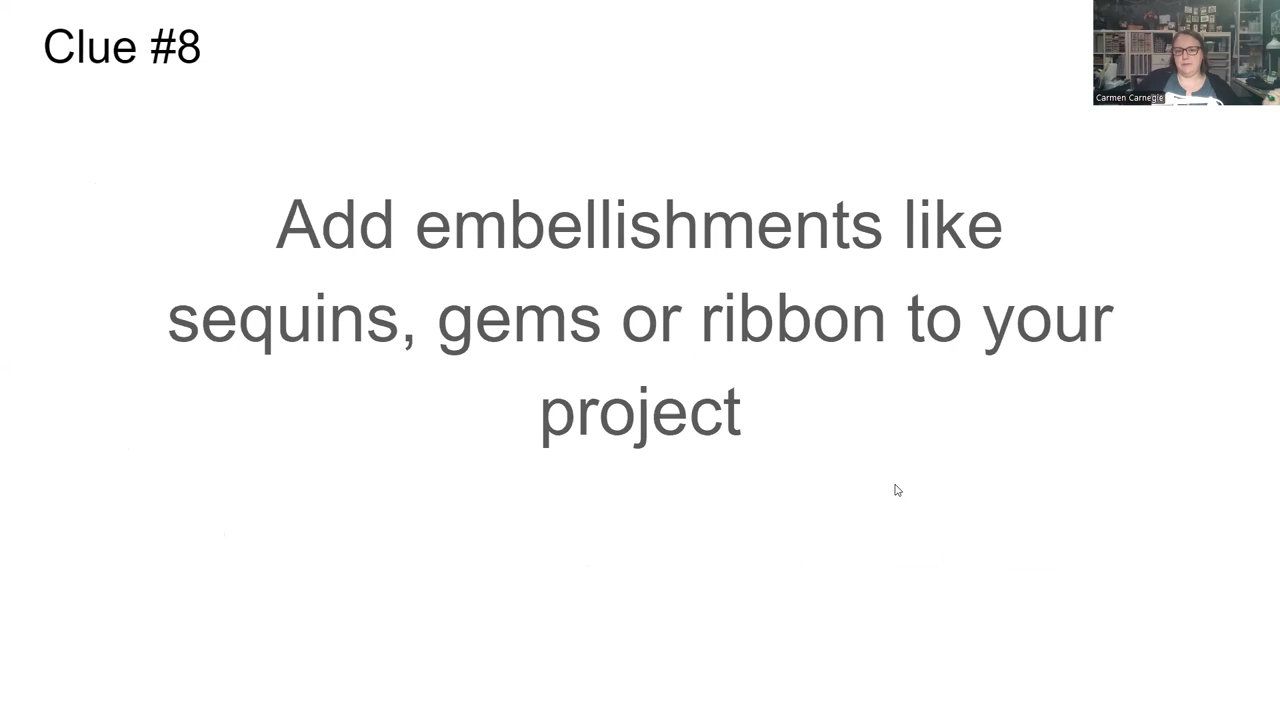 Clue #8
Carmen Carnegie
Add embellishments like
sequins, gems or ribbon to your
project